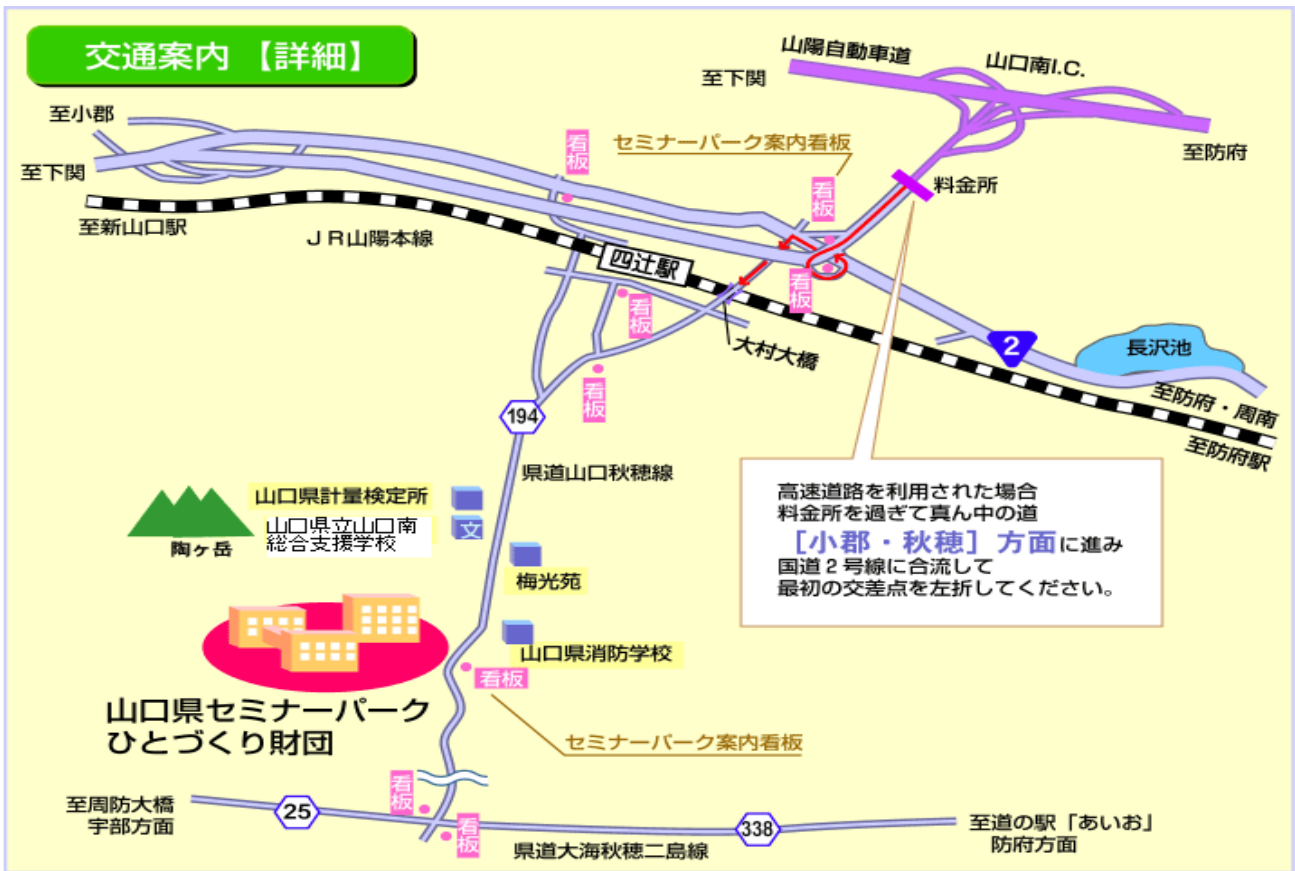 交通案内 【詳細】
山陽自動車道
山口南I.C.
至下関
至小郡
セミナーパーク案内看板
至防府
至下関
看板
看板
料金所
至新山口駅
JR山陽本線
四辻駅
看板
看板
大村大橋
2
長沢池
看板
至防府・周南
至防府駅
194
県道山口秋穂線
高速道路を利用された場合
料金所を過ぎて真ん中の道
[小郡・秋穂] 方面に進み
国道2号線に合流して
最初の交差点を左折してください。
山口県計量検定所
山口県立山口南
総合支援学校
文
陶ヶ岳
梅光苑
山口県消防学校
看板
山口県セミナーパーク
ひとづくり財団
セミナーパーク案内看板
至周防大橋
宇部方面
25
看板
看板
338
県道大海秋穂二島線
至道の駅「あいお」
防府方面